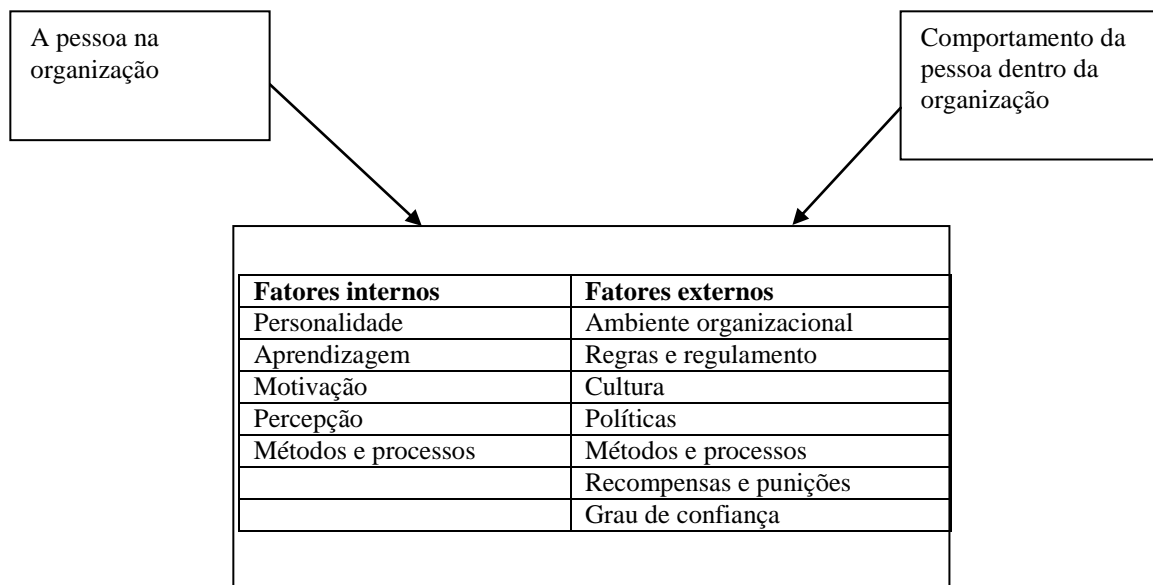 A pessoa na
organização
Comportamento da
pessoa dentro da
organização
Fatores internos Fatores externos
Personalidade Ambiente organizacional
Aprendizagem Regras e regulamento
Motivação Cultura
Percepção Políticas
Métodos e processos Métodos e processos
Recompensas e punições
Grau de confiança